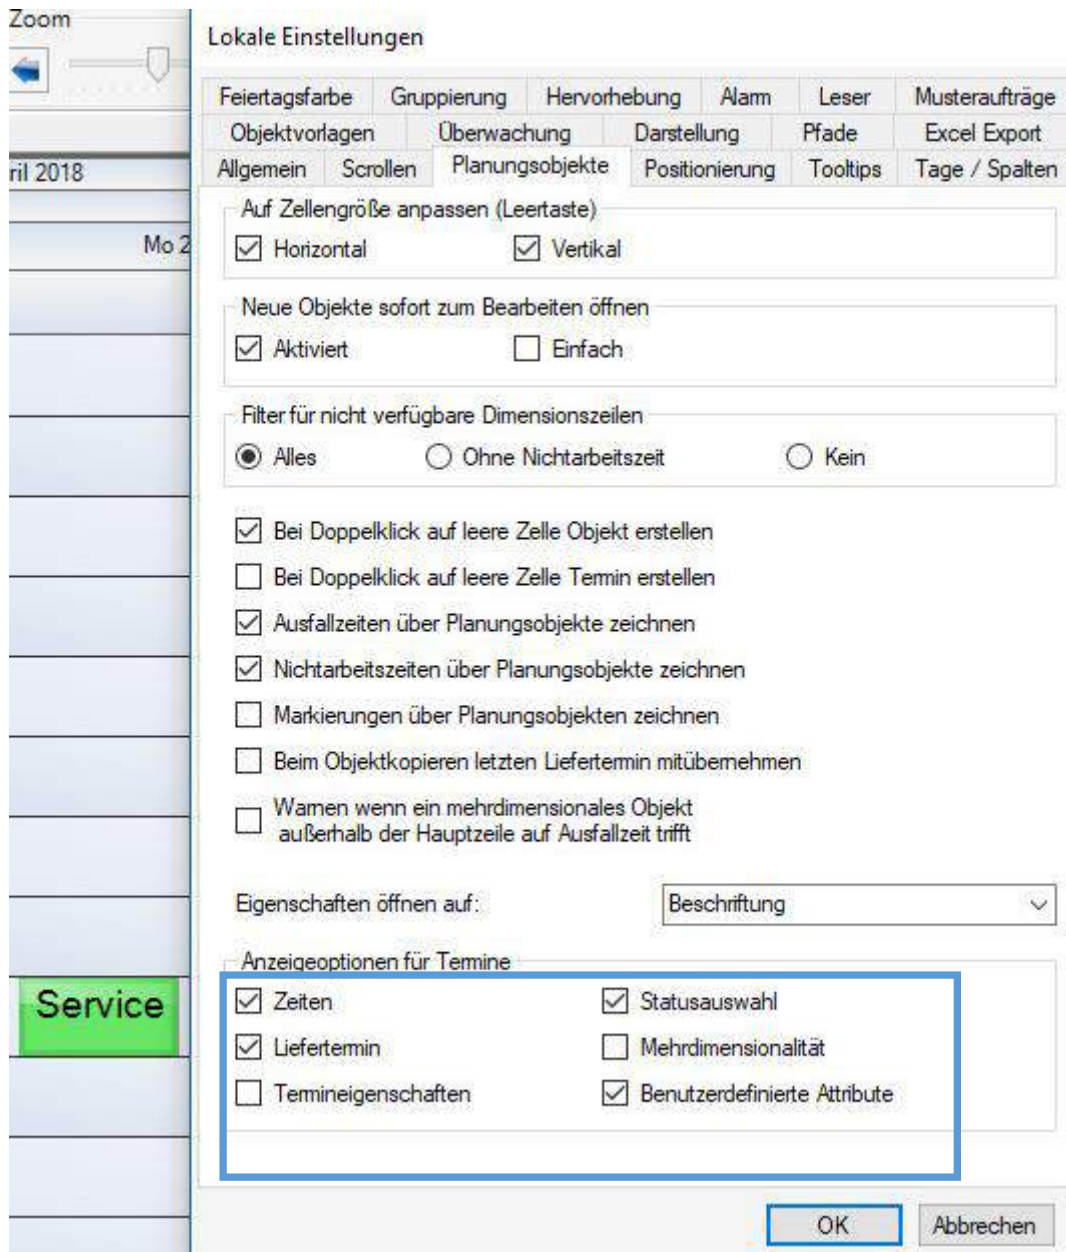 Zoom
Lokale Einstellungen
Feiertagsfarbe Gruppierung Hervorhebung Alarm Leser Musteraufträge
Objektvorlagen Überwachung Darstellung Pfade Excel Export
Allgemein Scrollen Planungsobjekte Positionierung Tooltips Tage / Spalten
ril 2018
Auf Zellengröße anpassen (Leertaste)
Mo 2
Horizontal Vertikal
Neue Objekte sofort zum Bearbeiten öffnen
Aktiviert Einfach
Filter für nicht verfügbare Dimensionszeilen
Alles Ohne Nichtarbeitszeit Kein
Bei Doppelklick auf leere Zelle Objekt erstellen
Bei Doppelklick auf leere Zelle Termin erstellen
Ausfallzeiten über Planungsobjekte zeichnen
Nichtarbeitszeiten über Planungsobjekte zeichnen
Markierungen über Planungsobjekten zeichnen
Beim Objektkopieren letzten Liefertermin mitübernehmen
Warnen wenn ein mehrdimensionales Objekt
außerhalb der Hauptzeile auf Ausfallzeit trifft
Eigenschaften öffnen auf: Beschriftung
Anzeigeoptionen für Termine
Service
Zeiten Statusauswahl
Liefertermin Mehrdimensionalität
Termineigenschaften Benutzerdefinierte Attribute
OK Abbrechen